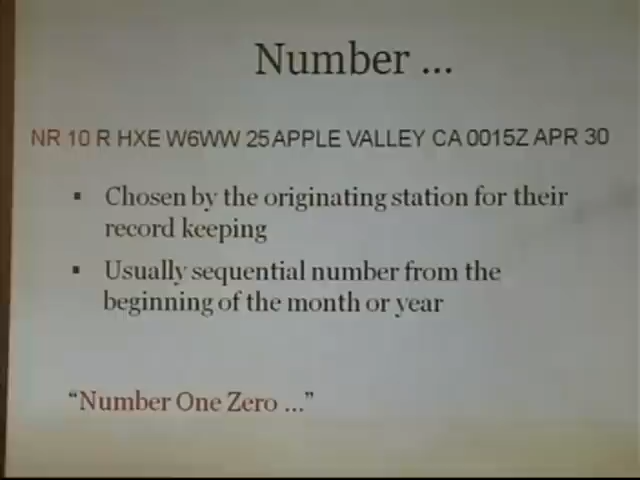 Number ...
NR 10 R HXE W6WW 25 APPLE VALLEY CA 0015Z APR 30
▪ Chosen by the originating station for their
record keeping
▪ Usually sequential number from the
beginning of the month or year
“Number One Zero ...”